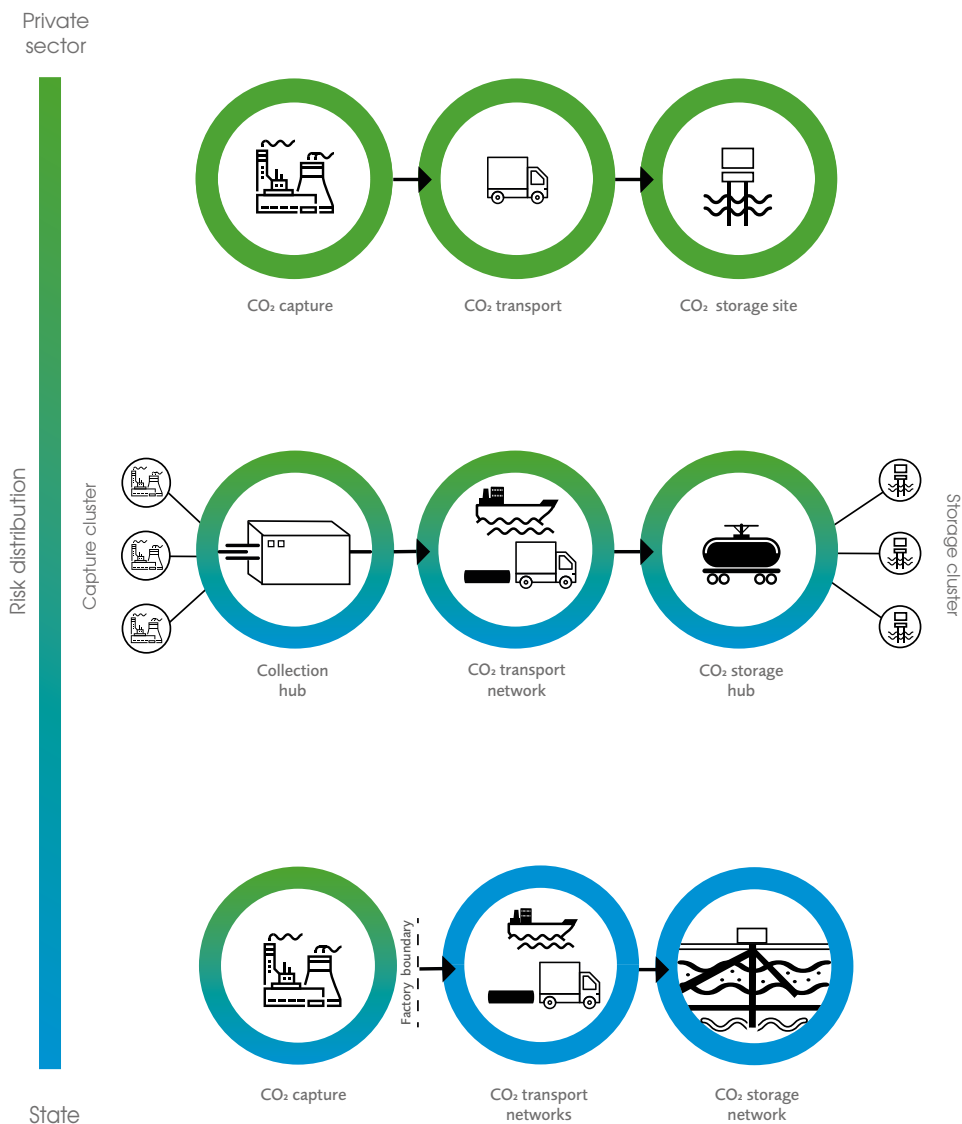 Private
sector
CO₂ capture
CO₂ transport
CO₂ storage site
Risk distribution
Capture cluster
Storage cluster
Collection
hub
CO₂ transport
network
CO₂ storage
hub
Factory boundary
CO₂ capture
CO₂ transport
networks
CO₂ storage
network
State